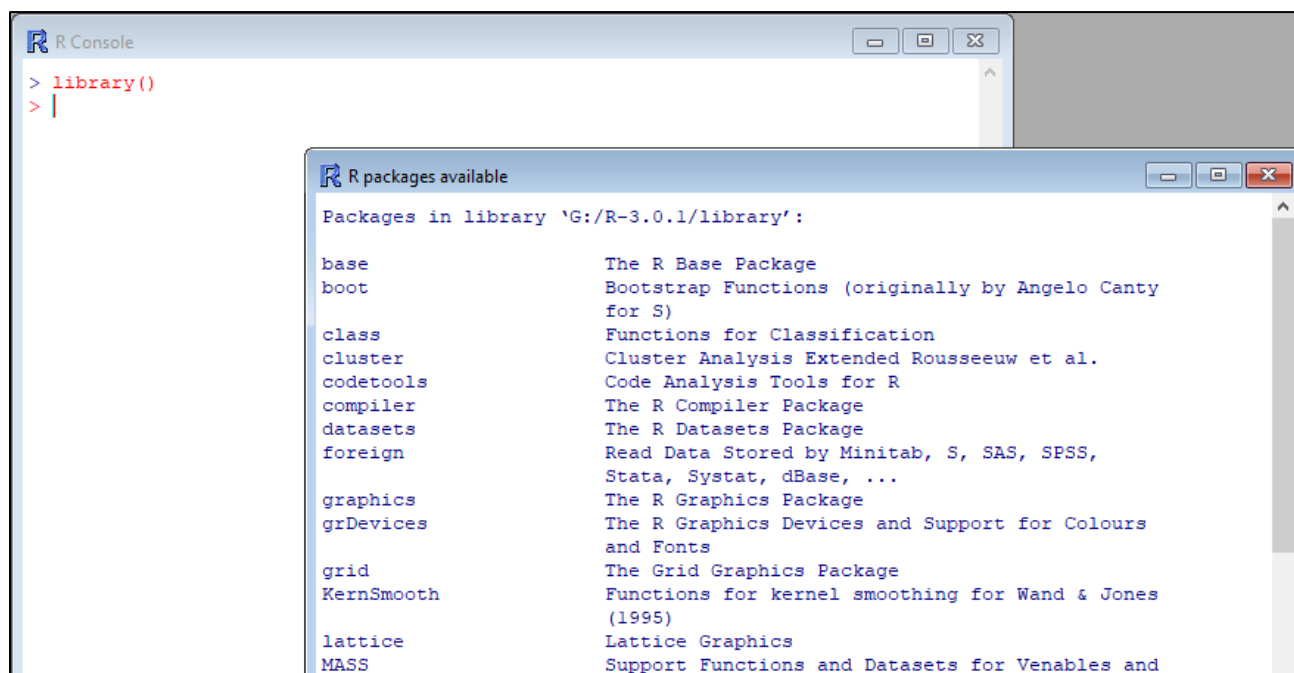 R Console
> library()
>
R packages available
Packages in library ‘G:/R-3.0.1/library’:
base The R Base Package
boot Bootstrap Functions (originally by Angelo Canty
for S)
class Functions for Classification
cluster Cluster Analysis Extended Rousseeuw et al.
codetools Code Analysis Tools for R
compiler The R Compiler Package
datasets The R Datasets Package
foreign Read Data Stored by Minitab, S, SAS, SPSS,
Stata, Systat, dBase, ...
graphics The R Graphics Package
grDevices The R Graphics Devices and Support for Colours
and Fonts
grid The Grid Graphics Package
KernSmooth Functions for kernel smoothing for Wand & Jones
(1995)
lattice Lattice Graphics
MASS Support Functions and Datasets for Venables and